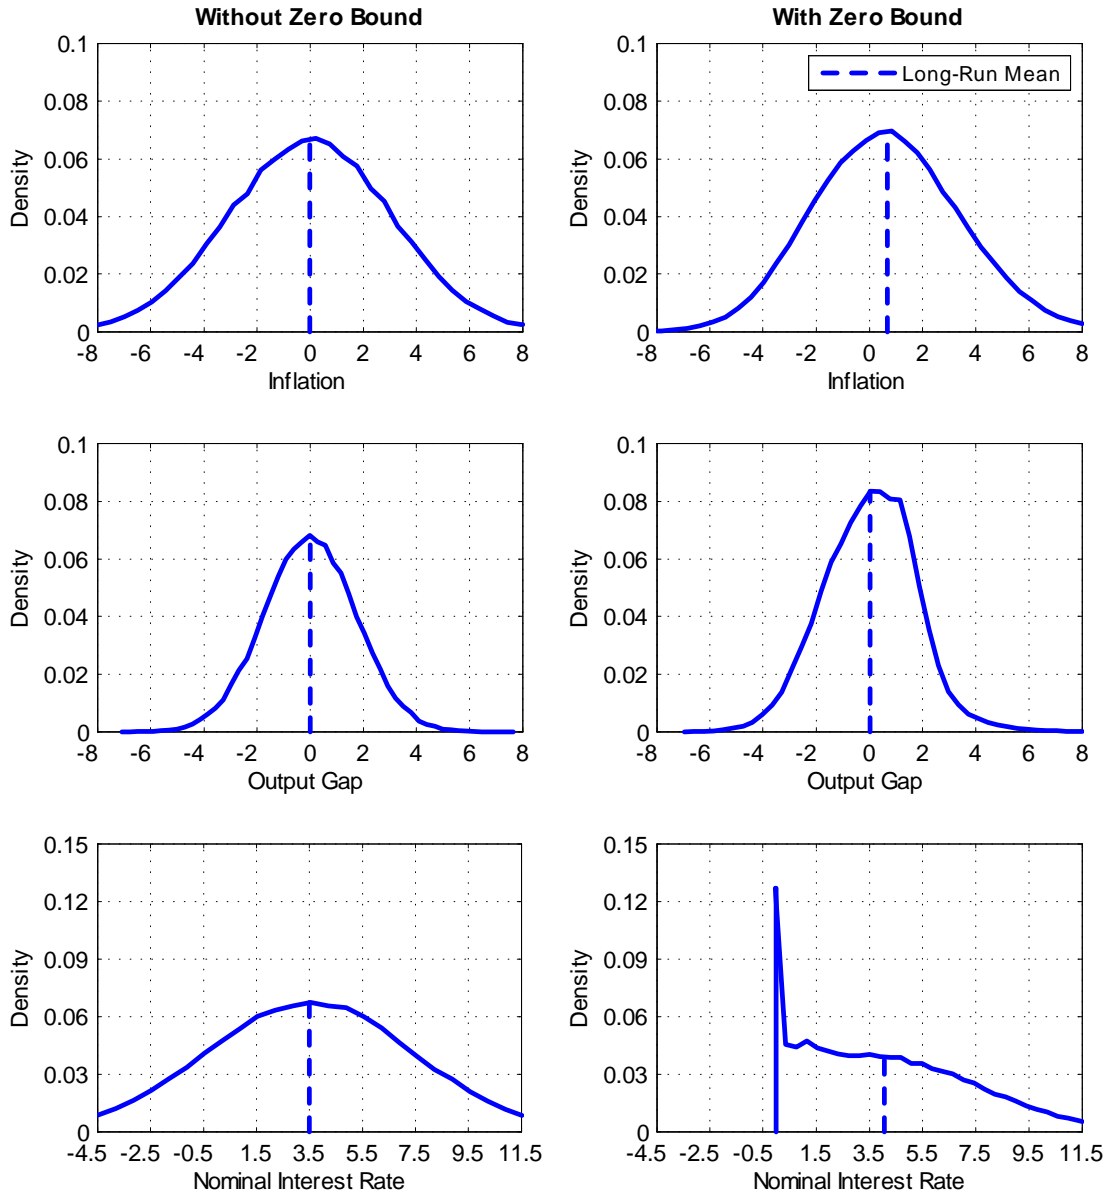 Without Zero Bound
With Zero Bound
0.1
0.08
0.06
0.04
0.02
0
Density
-8 -6 -4 -2 0 2 4 6 8
Inflation
0.1
0.08
0.06
0.04
0.02
0
Density
-8 -6 -4 -2 0 2 4 6 8
Inflation
Long-Run Mean
0.1
0.08
0.06
0.04
0.02
0
Density
-8 -6 -4 -2 0 2 4 6 8
Output Gap
0.1
0.08
0.06
0.04
0.02
0
Density
-8 -6 -4 -2 0 2 4 6 8
Output Gap
0.15
0.12
0.09
0.06
0.03
0
Density
-4.5 -2.5 -0.5 1.5 3.5 5.5 7.5 9.5 11.5
Nominal Interest Rate
0.15
0.12
0.09
0.06
0.03
0
Density
-4.5 -2.5 -0.5 1.5 3.5 5.5 7.5 9.5 11.5
Nominal Interest Rate